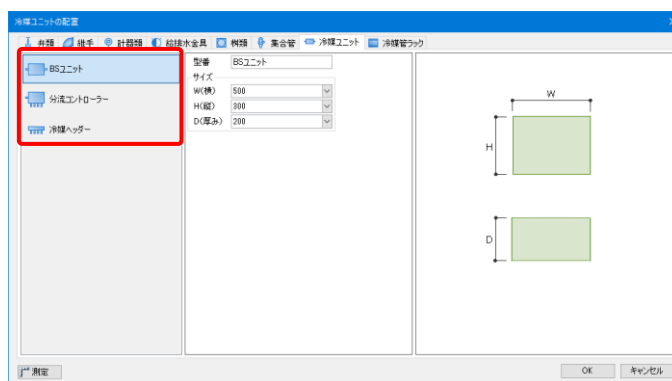 冷媒ユニットの配置
弁類 継手 計器類 給排水金具 桝類 集合管 冷媒ユニット 冷媒管ラック
BSユニット
分流コントローラー
冷媒ヘッダー
型番 BSユニット
サイズ
W(横) 500
H(縦) 300
D(厚み) 200
W
H
D
測定
OK キャンセル